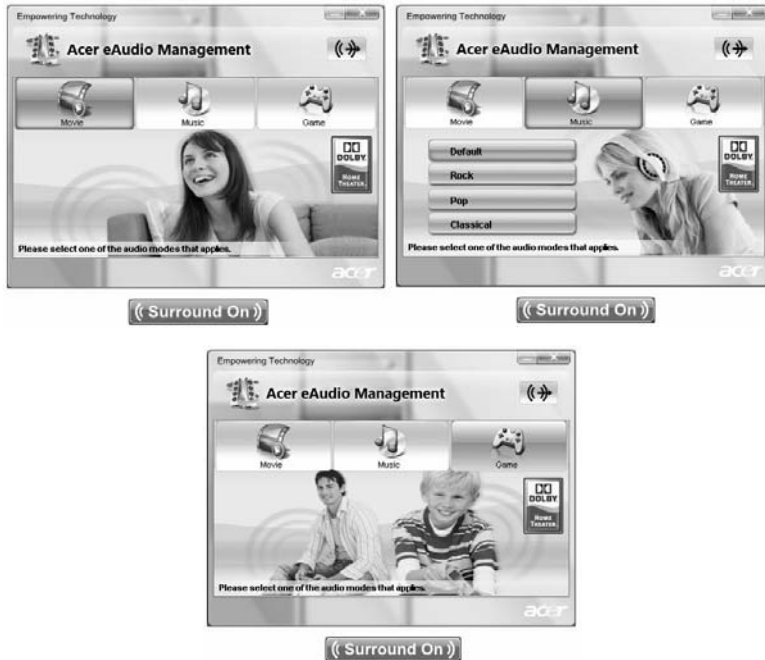 Empowering Technology
Acer eAudio Management
Movie Music Game
DOLBY
HOME THEATER
Please select one of the audio modes that applies.
acer
Surround On
Empowering Technology
Acer eAudio Management
Movie Music Game
Default
Rock
Pop
Classical
DOLBY
HOME THEATER
Please select one of the audio modes that applies.
acer
Surround On
Empowering Technology
Acer eAudio Management
Movie Music Game
DOLBY
HOME THEATER
Please select one of the audio modes that applies.
acer
Surround On